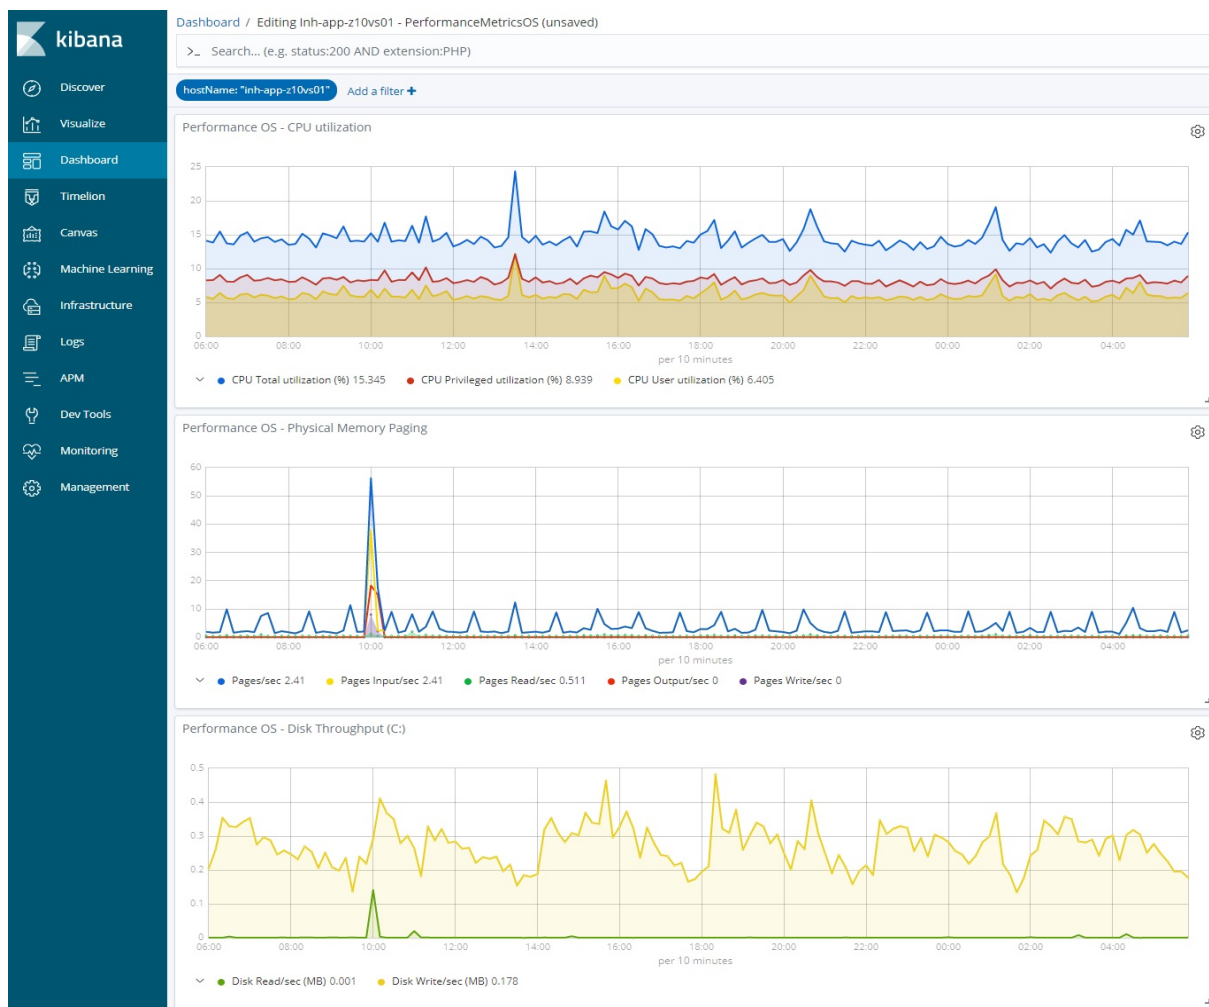 kibana
Discover
Visualize
Dashboard
Timelion
Canvas
Machine Learning
Infrastructure
Logs
APM
Dev Tools
Monitoring
Management
Dashboard / Editing Inh-app-z10vs01 - PerformanceMetricsOS (unsaved)
>_ Search... (e.g. status:200 AND extension:PHP)
hostName: "inh-app-z10vs01" Add a filter +
Performance OS - CPU utilization
25
20
15
10
5
0
06:00 08:00 10:00 12:00 14:00 16:00 18:00 20:00 22:00 00:00 02:00 04:00
per 10 minutes
CPU Total utilization (%) 15.345 CPU Privileged utilization (%) 8.939 CPU User utilization (%) 6.405
Performance OS - Physical Memory Paging
60
50
40
30
20
10
0
06:00 08:00 10:00 12:00 14:00 16:00 18:00 20:00 22:00 00:00 02:00 04:00
per 10 minutes
Pages/sec 2.41 Pages Input/sec 2.41 Pages Read/sec 0.511 Pages Output/sec 0 Pages Write/sec 0
Performance OS - Disk Throughput (C:)
0.5
0.4
0.3
0.2
0.1
0
06:00 08:00 10:00 12:00 14:00 16:00 18:00 20:00 22:00 00:00 02:00 04:00
per 10 minutes
Disk Read/sec (MB) 0.001 Disk Write/sec (MB) 0.178